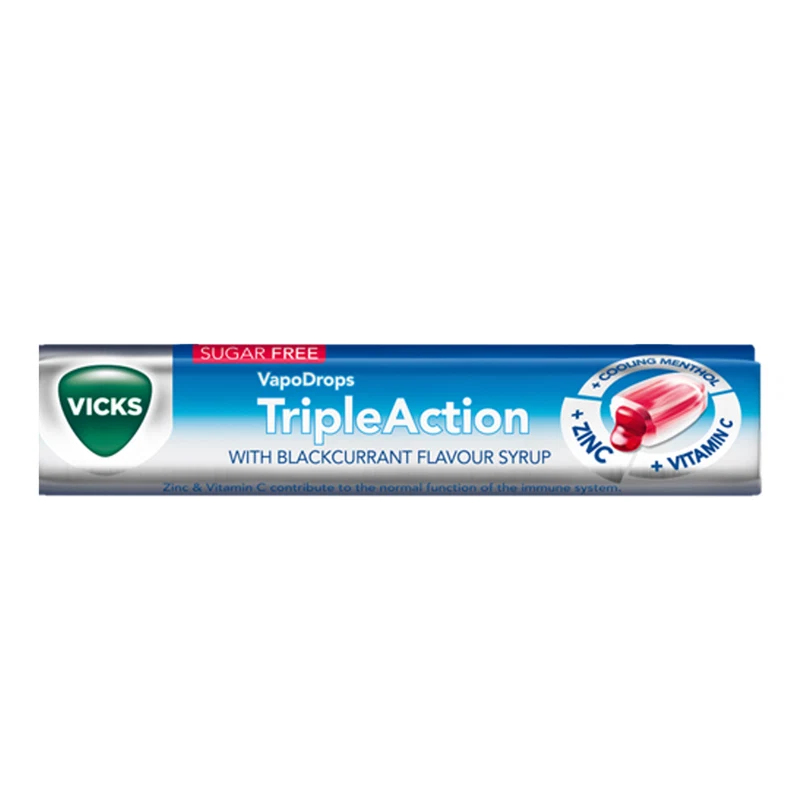 SUGAR FREE
VICKS
VapoDrops
TripleAction
WITH BLACKCURRANT FLAVOUR SYRUP
Zinc & Vitamin C contribute to the normal function of the immune system.
+ COOLING MENTHOL
+ ZINC
+ VITAMIN C